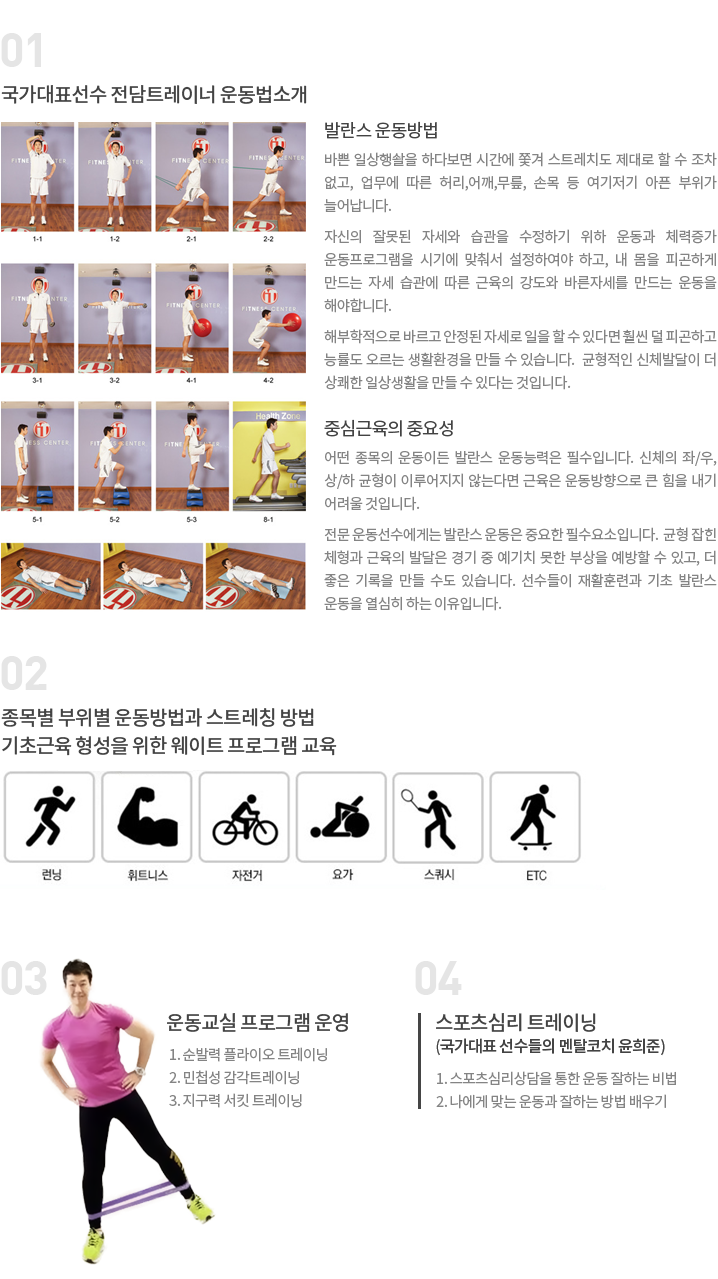 01
국가대표선수 전담트레이너 운동법소개
발란스 운동방법
바쁜 일상행솰을 하다보면 시간에 쫓겨 스트레치도 제대로 할 수 조차
없고, 업무에 따른 허리,어깨,무릎, 손목 등 여기저기 아픈 부위가
늘어납니다.
자신의 잘못된 자세와 습관을 수정하기 위하 운동과 체력증가
운동프로그램을 시기에 맞춰서 설정하여야 하고, 내 몸을 피곤하게
만드는 자세 습관에 따른 근육의 강도와 바른자세를 만드는 운동을
해야합니다.
해부학적으로 바르고 안정된 자세로 일을 할 수 있다면 훨씬 덜 피곤하고
능률도 오르는 생활환경을 만들 수 있습니다. 균형적인 신체발달이 더
상쾌한 일상생활을 만들 수 있다는 것입니다.
중심근육의 중요성
어떤 종목의 운동이든 발란스 운동능력은 필수입니다. 신체의 좌/우,
상/하 균형이 이루어지지 않는다면 근육은 운동방향으로 큰 힘을 내기
어려울 것입니다.
전문 운동선수에게는 발란스 운동은 중요한 필수요소입니다. 균형 잡힌
체형과 근육의 발달은 경기 중 예기치 못한 부상을 예방할 수 있고, 더
좋은 기록을 만들 수도 있습니다. 선수들이 재활훈련과 기초 발란스
운동을 열심히 하는 이유입니다.
1-1 1-2 2-1 2-2
3-1 3-2 4-1 4-2
Health Zone
5-1 5-2 5-3 8-1
02
종목별 부위별 운동방법과 스트레칭 방법
기초근육 형성을 위한 웨이트 프로그램 교육
런닝 휘트니스 자전거 요가 스쿼시 ETC
03
운동교실 프로그램 운영
1. 순발력 플라이오 트레이닝
2. 민첩성 감각트레이닝
3. 지구력 서킷 트레이닝
04
스포츠심리 트레이닝
(국가대표 선수들의 멘탈코치 윤희준)
1. 스포츠심리상담을 통한 운동 잘하는 비법
2. 나에게 맞는 운동과 잘하는 방법 배우기